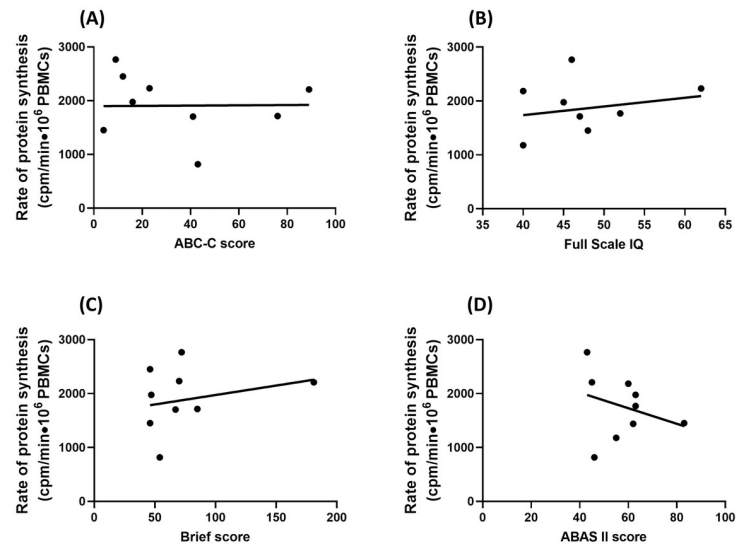 (A)
Rate of protein synthesis
(cpm/min•10⁶ PBMCs)
3000
2000
1000
0
0 20 40 60 80 100
ABC-C score
(B)
Rate of protein synthesis
(cpm/min•10⁶ PBMCs)
3000
2000
1000
0
35 40 45 50 55 60 65
Full Scale IQ
(C)
Rate of protein synthesis
(cpm/min•10⁶ PBMCs)
3000
2000
1000
0
0 50 100 150 200
Brief score
(D)
Rate of protein synthesis
(cpm/min•10⁶ PBMCs)
3000
2000
1000
0
0 20 40 60 80 100
ABAS II score